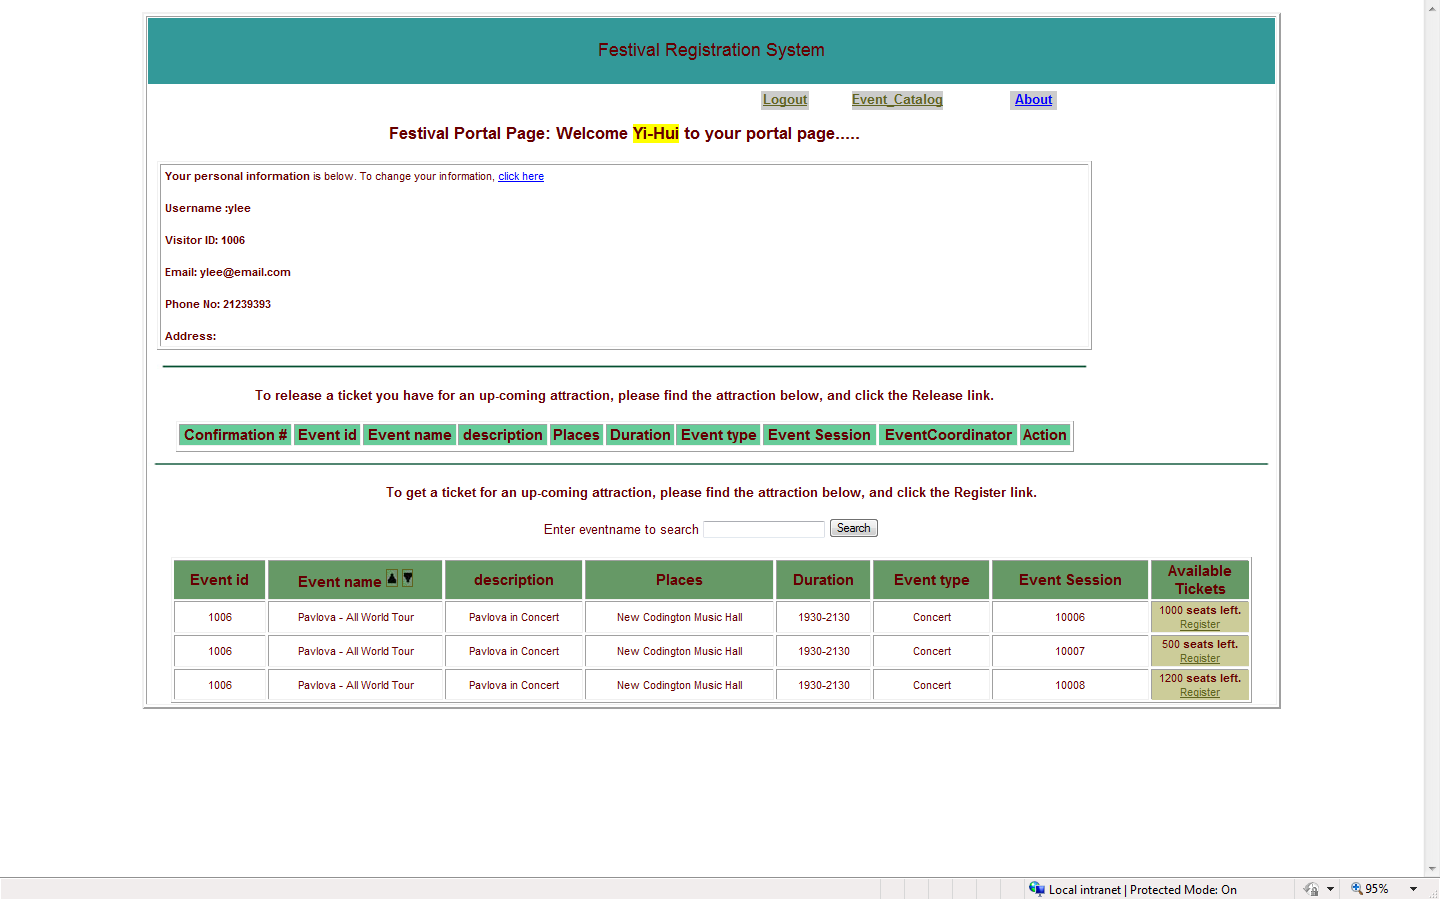 Festival Registration System
Logout Event_Catalog About
Festival Portal Page: Welcome Yi-Hui to your portal page.....
Your personal information is below. To change your information, click here
Username :ylee
Visitor ID: 1006
Email: ylee@email.com
Phone No: 21239393
Address:
To release a ticket you have for an up-coming attraction, please find the attraction below, and click the Release link.
Confirmation # Event id Event name description Places Duration Event type Event Session EventCoordinator Action
To get a ticket for an up-coming attraction, please find the attraction below, and click the Register link.
Enter eventname to search Search
Event id Event name ▲ ▼ description Places Duration Event type Event Session Available Tickets
1006 Pavlova - All World Tour Pavlova in Concert New Codington Music Hall 1930-2130 Concert 10006 1000 seats left.
Register
1006 Pavlova - All World Tour Pavlova in Concert New Codington Music Hall 1930-2130 Concert 10007 500 seats left.
Register
1006 Pavlova - All World Tour Pavlova in Concert New Codington Music Hall 1930-2130 Concert 10008 1200 seats left.
Register
Local intranet | Protected Mode: On 95%